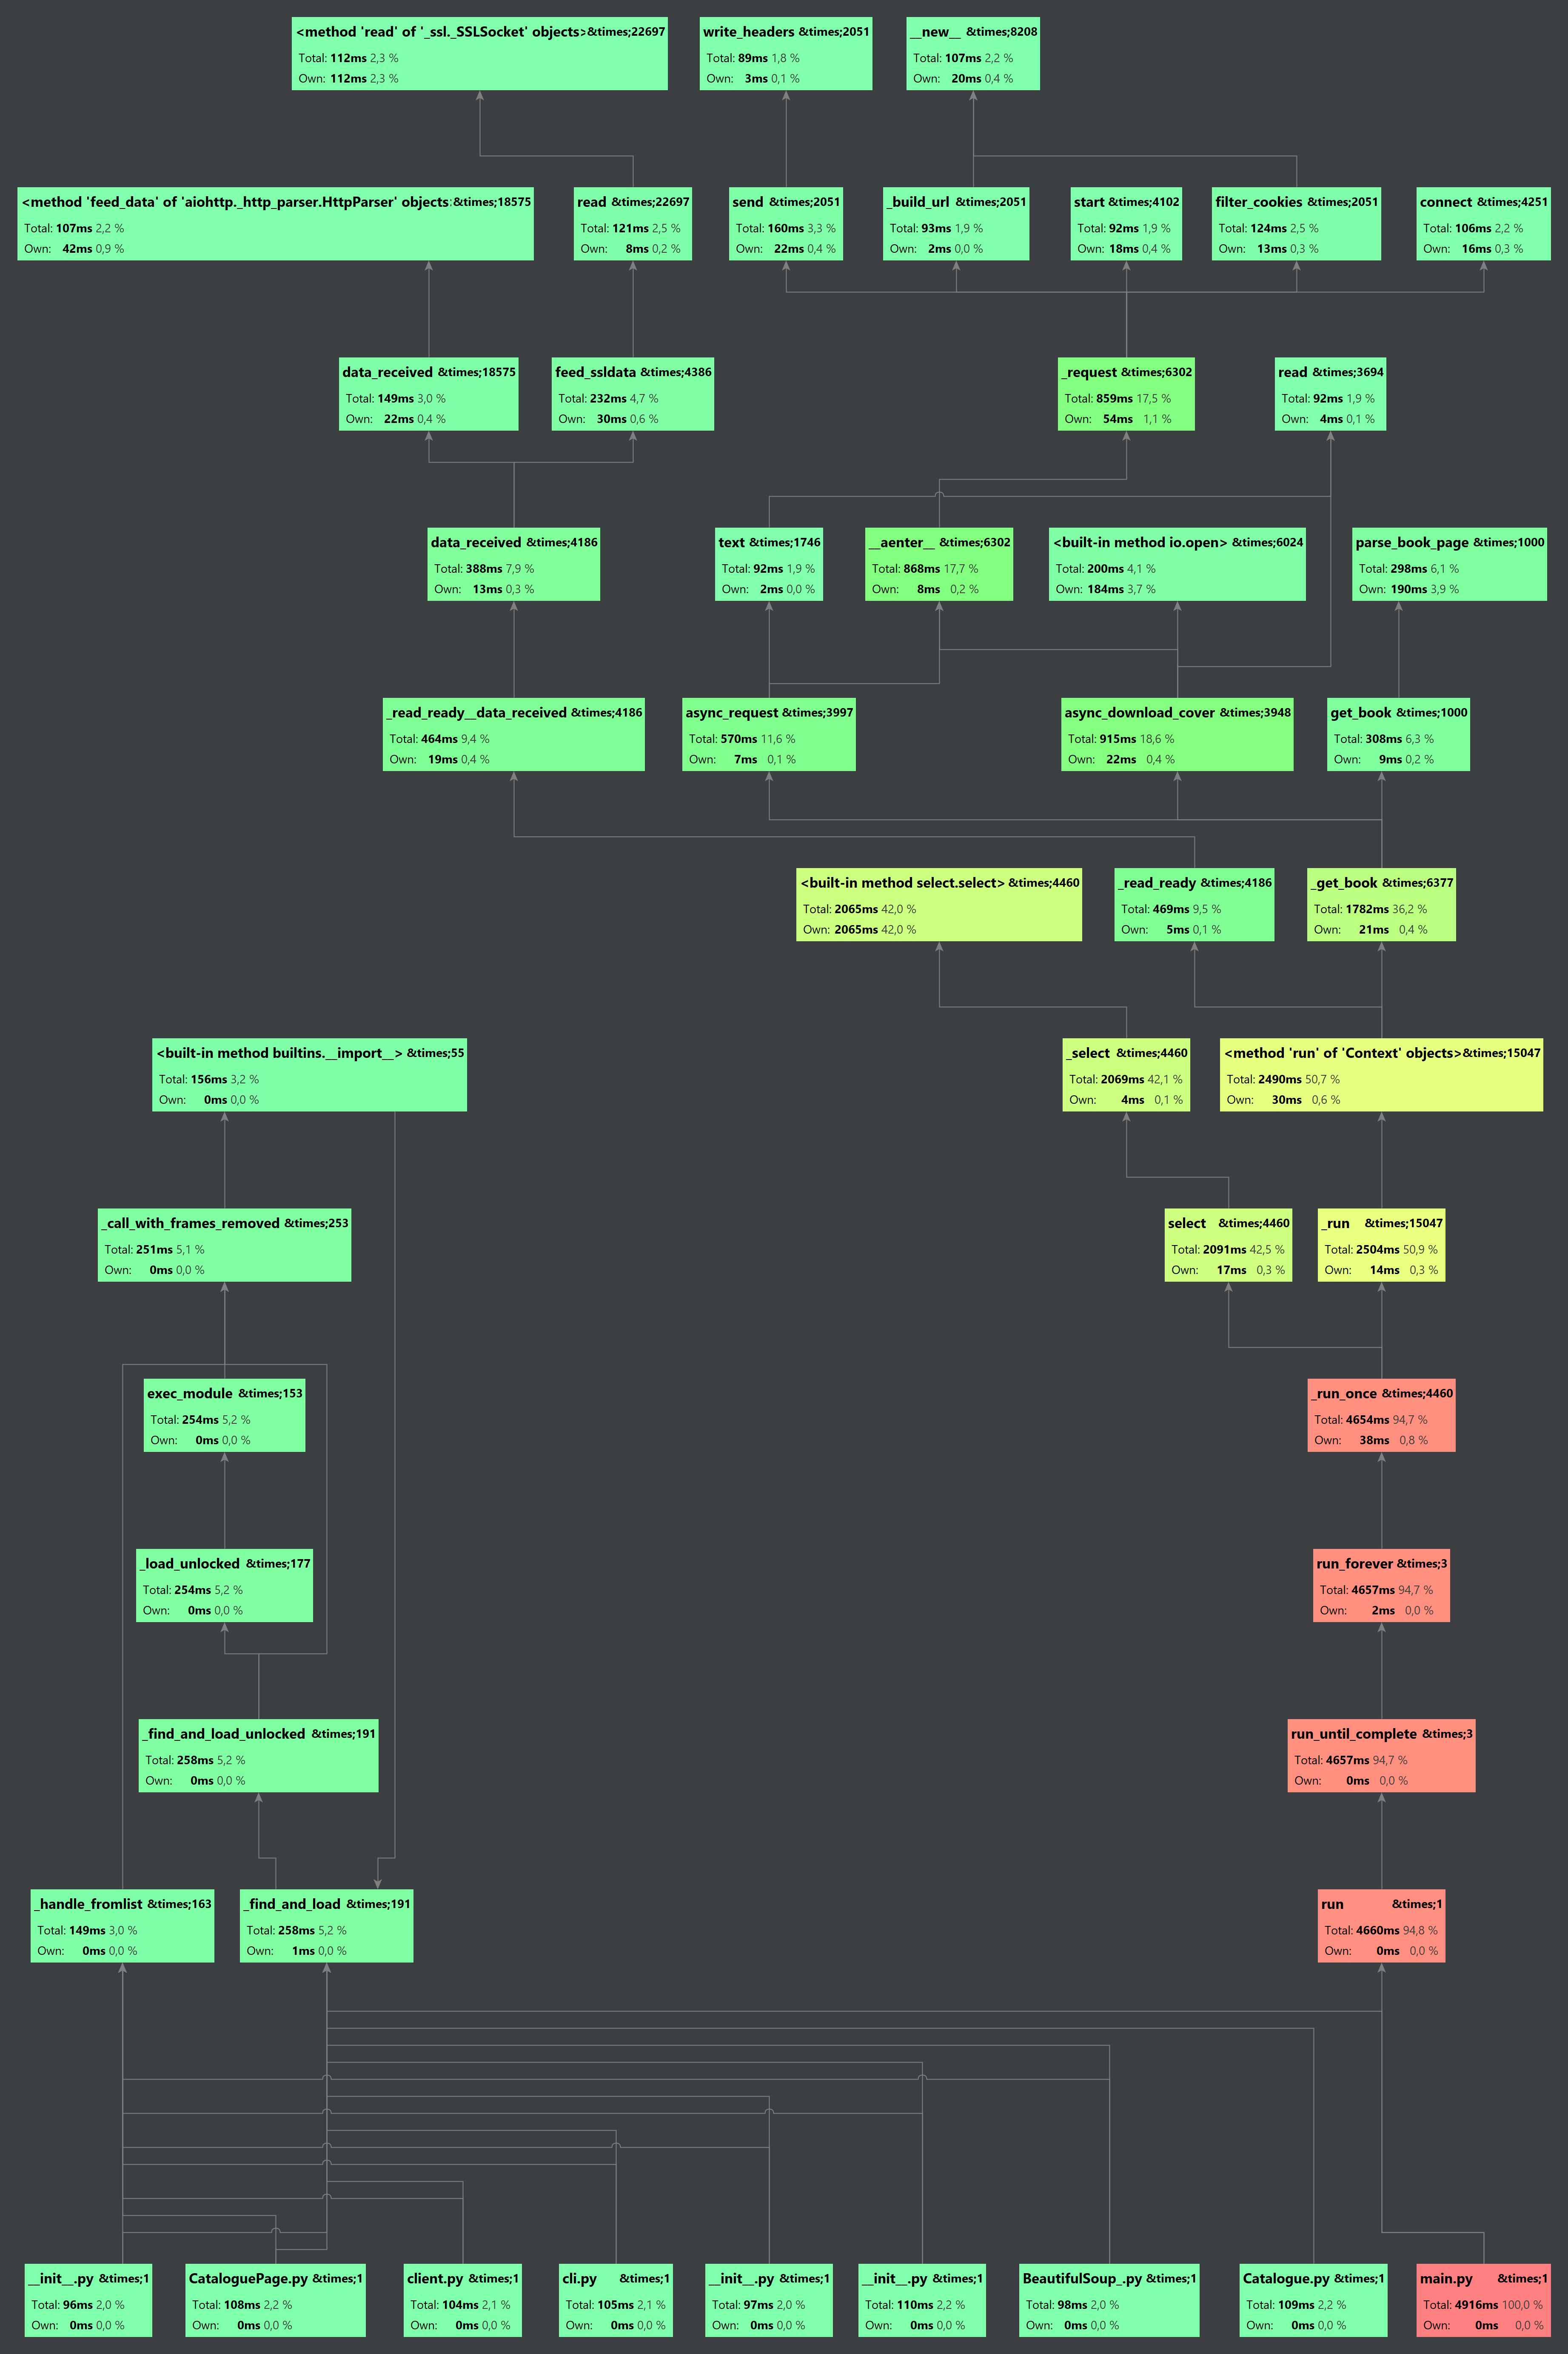 <method 'read' of '_ssl._SSLSocket' objects> &times;22697
Total: 112ms 2,3 %
Own: 112ms 2,3 %
write_headers &times;2051
Total: 89ms 1,8 %
Own: 3ms 0,1 %
__new__ &times;8208
Total: 107ms 2,2 %
Own: 20ms 0,4 %
<method 'feed_data' of 'aiohttp._http_parser.HttpParser' objects &times;18575
Total: 107ms 2,2 %
Own: 42ms 0,9 %
read &times;22697
Total: 121ms 2,5 %
Own: 8ms 0,2 %
send &times;2051
Total: 160ms 3,3 %
Own: 22ms 0,4 %
_build_url &times;2051
Total: 93ms 1,9 %
Own: 2ms 0,0 %
start &times;4102
Total: 92ms 1,9 %
Own: 18ms 0,4 %
filter_cookies &times;2051
Total: 124ms 2,5 %
Own: 13ms 0,3 %
connect &times;4251
Total: 106ms 2,2 %
Own: 16ms 0,3 %
data_received &times;18575
Total: 149ms 3,0 %
Own: 22ms 0,4 %
feed_ssldata &times;4386
Total: 232ms 4,7 %
Own: 30ms 0,6 %
_request &times;6302
Total: 859ms 17,5 %
Own: 54ms 1,1 %
read &times;3694
Total: 92ms 1,9 %
Own: 4ms 0,1 %
data_received &times;4186
Total: 388ms 7,9 %
Own: 13ms 0,3 %
text &times;1746
Total: 92ms 1,9 %
Own: 2ms 0,0 %
__aenter__ &times;6302
Total: 868ms 17,7 %
Own: 8ms 0,2 %
<built-in method io.open> &times;6024
Total: 200ms 4,1 %
Own: 184ms 3,7 %
parse_book_page &times;1000
Total: 298ms 6,1 %
Own: 190ms 3,9 %
_read_ready__data_received &times;4186
Total: 464ms 9,4 %
Own: 19ms 0,4 %
async_request &times;3997
Total: 570ms 11,6 %
Own: 7ms 0,1 %
async_download_cover &times;3948
Total: 915ms 18,6 %
Own: 22ms 0,4 %
get_book &times;1000
Total: 308ms 6,3 %
Own: 9ms 0,2 %
<built-in method select.select> &times;4460
Total: 2065ms 42,0 %
Own: 2065ms 42,0 %
_read_ready &times;4186
Total: 469ms 9,5 %
Own: 5ms 0,1 %
_get_book &times;6377
Total: 1782ms 36,2 %
Own: 21ms 0,4 %
<built-in method builtins.__import__> &times;55
Total: 156ms 3,2 %
Own: 0ms 0,0 %
_select &times;4460
Total: 2069ms 42,1 %
Own: 4ms 0,1 %
<method 'run' of 'Context' objects> &times;15047
Total: 2490ms 50,7 %
Own: 30ms 0,6 %
_call_with_frames_removed &times;253
Total: 251ms 5,1 %
Own: 0ms 0,0 %
select &times;4460
Total: 2091ms 42,5 %
Own: 17ms 0,3 %
_run &times;15047
Total: 2504ms 50,9 %
Own: 14ms 0,3 %
exec_module &times;153
Total: 254ms 5,2 %
Own: 0ms 0,0 %
_run_once &times;4460
Total: 4654ms 94,7 %
Own: 38ms 0,8 %
_load_unlocked &times;177
Total: 254ms 5,2 %
Own: 0ms 0,0 %
run_forever &times;3
Total: 4657ms 94,7 %
Own: 2ms 0,0 %
_find_and_load_unlocked &times;191
Total: 258ms 5,2 %
Own: 0ms 0,0 %
run_until_complete &times;3
Total: 4657ms 94,7 %
Own: 0ms 0,0 %
_handle_fromlist &times;163
Total: 149ms 3,0 %
Own: 0ms 0,0 %
_find_and_load &times;191
Total: 258ms 5,2 %
Own: 1ms 0,0 %
run &times;1
Total: 4660ms 94,8 %
Own: 0ms 0,0 %
__init__.py &times;1
Total: 96ms 2,0 %
Own: 0ms 0,0 %
CataloguePage.py &times;1
Total: 108ms 2,2 %
Own: 0ms 0,0 %
client.py &times;1
Total: 104ms 2,1 %
Own: 0ms 0,0 %
cli.py &times;1
Total: 105ms 2,1 %
Own: 0ms 0,0 %
__init__.py &times;1
Total: 97ms 2,0 %
Own: 0ms 0,0 %
__init__.py &times;1
Total: 110ms 2,2 %
Own: 0ms 0,0 %
BeautifulSoup_.py &times;1
Total: 98ms 2,0 %
Own: 0ms 0,0 %
Catalogue.py &times;1
Total: 109ms 2,2 %
Own: 0ms 0,0 %
main.py &times;1
Total: 4916ms 100,0 %
Own: 0ms 0,0 %